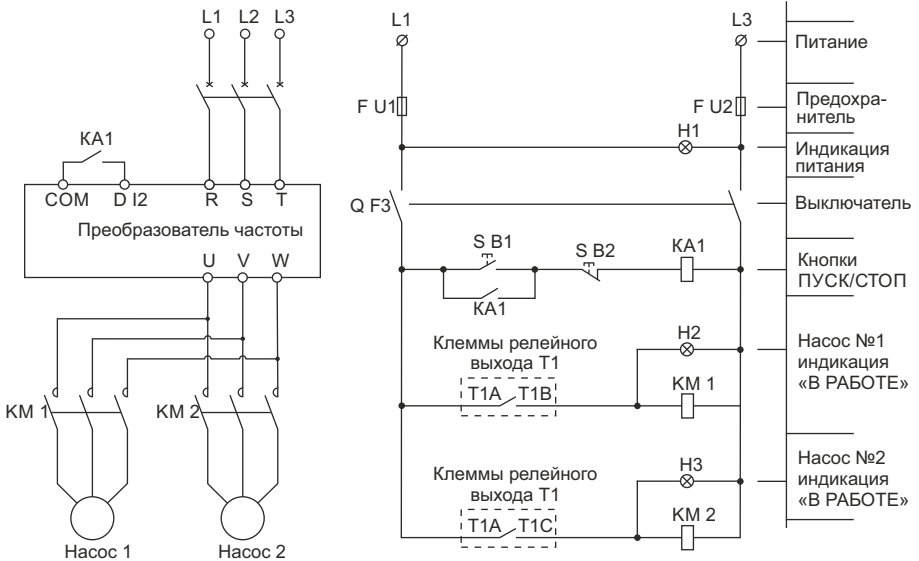 L1 L2 L3
KA1
COM D I2 R S T
Преобразователь частоты
U V W
KM 1
KM 2
Насос 1
Насос 2
L1
L3
F U1
F U2
H1
Q F3
S B1
S B2
KA1
KA1
H2
Клеммы релейного
выхода T1
T1A T1B
KM 1
H3
Клеммы релейного
выхода T1
T1A T1C
KM 2
Питание
Предохра-
нитель
Индикация
питания
Выключатель
Кнопки
ПУСК/СТОП
Насос №1
индикация
«В РАБОТЕ»
Насос №2
индикация
«В РАБОТЕ»